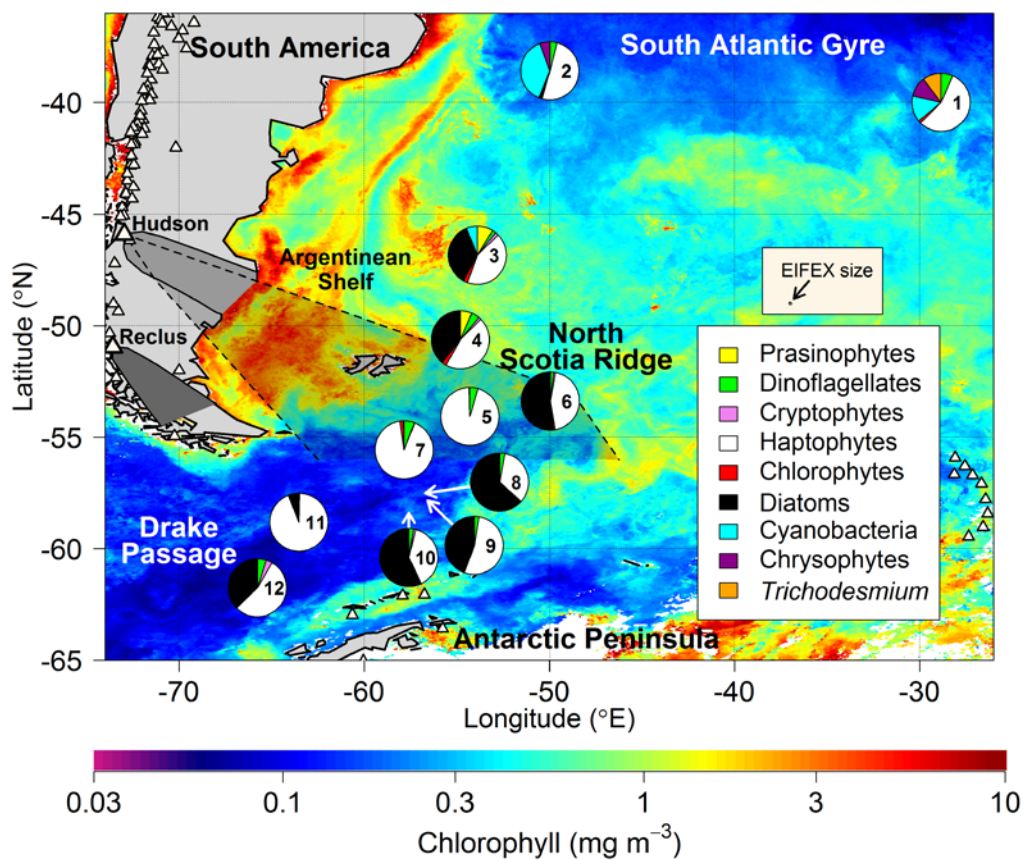 South America
South Atlantic Gyre
2
1
Hudson
3
Argentinean
Shelf
EIFEX size
Reclus
4
North
Scotia Ridge
5
6
7
8
9
10
11
12
Drake
Passage
Antarctic Peninsula
Prasinophytes
Dinoflagellates
Cryptophytes
Haptophytes
Chlorophytes
Diatoms
Cyanobacteria
Chrysophytes
Trichodesmium
Latitude (°N)
-40
-45
-50
-55
-60
-65
-70 -60 -50 -40 -30
Longitude (°E)
0.03 0.1 0.3 1 3 10
Chlorophyll (mg m⁻³)